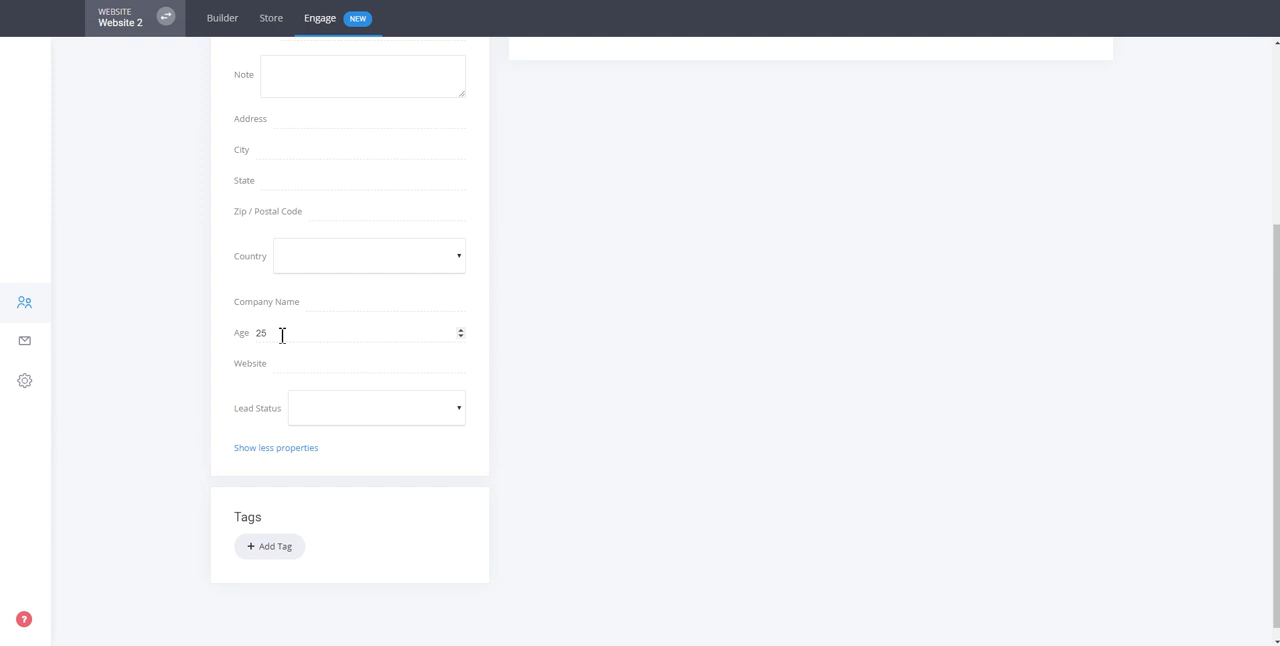 WEBSITE
Website 2
Builder
Store
Engage
NEW
Note
Address
City
State
Zip / Postal Code
Country
Company Name
Age 25
Website
Lead Status
Show less properties
Tags
+ Add Tag
?